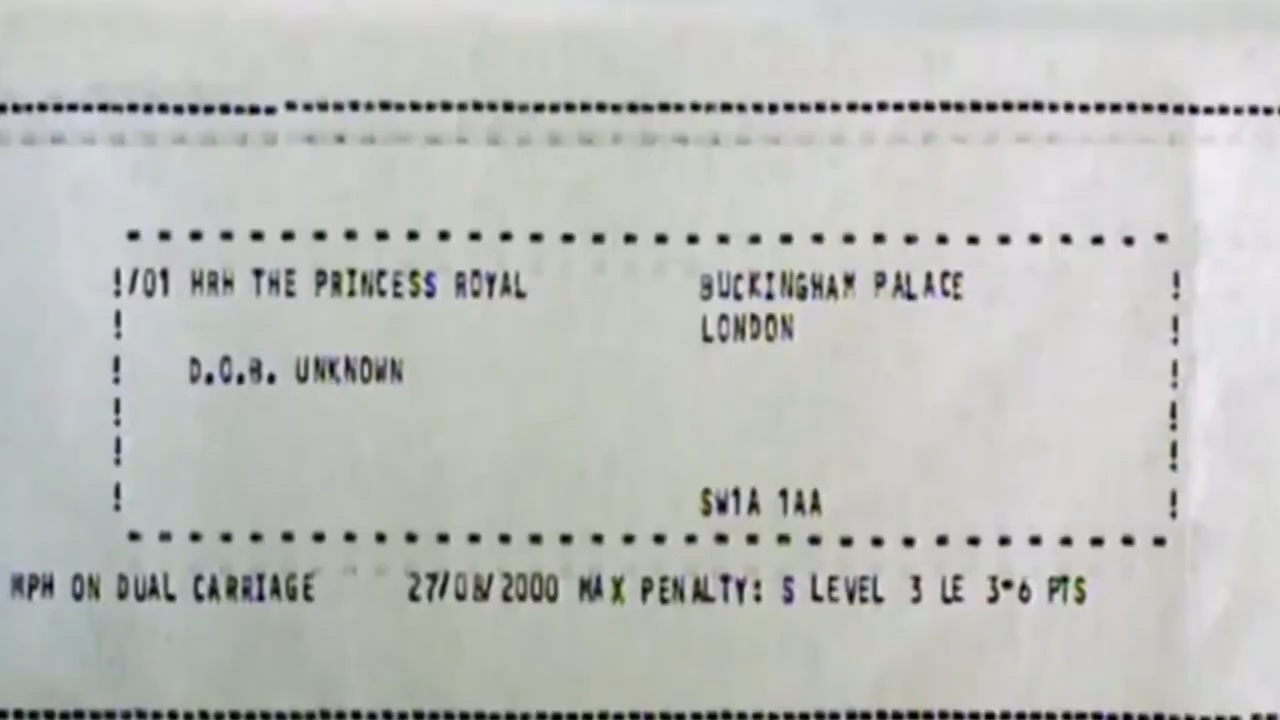 !/01 HRH THE PRINCESS ROYAL BUCKINGHAM PALACE !
! LONDON !
! D.O.B. UNKNOWN !
! !
! !
! SW1A 1AA !
MPH ON DUAL CARRIAGE 27/08/2000 MAX PENALTY: S LEVEL 3 LE 3-6 PTS